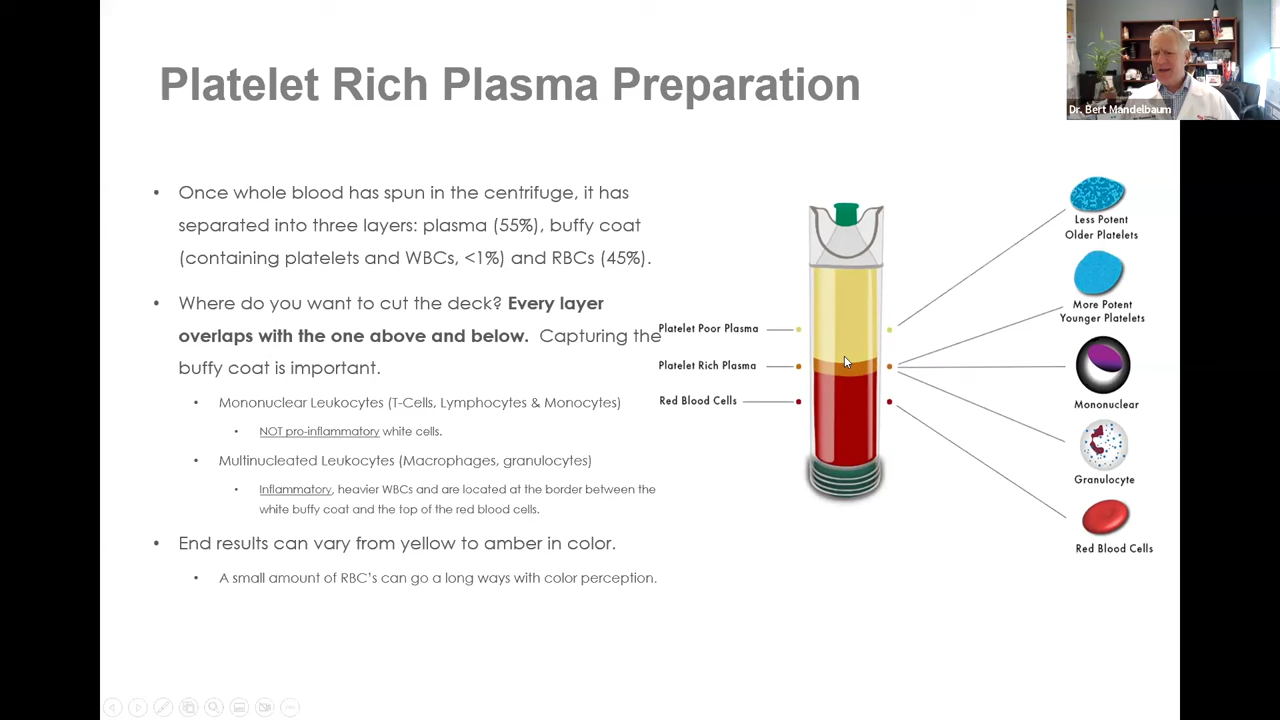 Platelet Rich Plasma Preparation
Dr. Bert Mandelbaum
• Once whole blood has spun in the centrifuge, it has
separated into three layers: plasma (55%), buffy coat
(containing platelets and WBCs, <1%) and RBCs (45%).
• Where do you want to cut the deck? Every layer
overlaps with the one above and below. Capturing the
buffy coat is important.
• Mononuclear Leukocytes (T-Cells, Lymphocytes & Monocytes)
• NOT pro-inflammatory white cells.
• Multinucleated Leukocytes (Macrophages, granulocytes)
• Inflammatory, heavier WBCs and are located at the border between the
white buffy coat and the top of the red blood cells.
• End results can vary from yellow to amber in color.
• A small amount of RBC's can go a long ways with color perception.
Platelet Poor Plasma
Platelet Rich Plasma
Red Blood Cells
Less Potent
Older Platelets
More Potent
Younger Platelets
Mononuclear
Granulocyte
Red Blood Cells